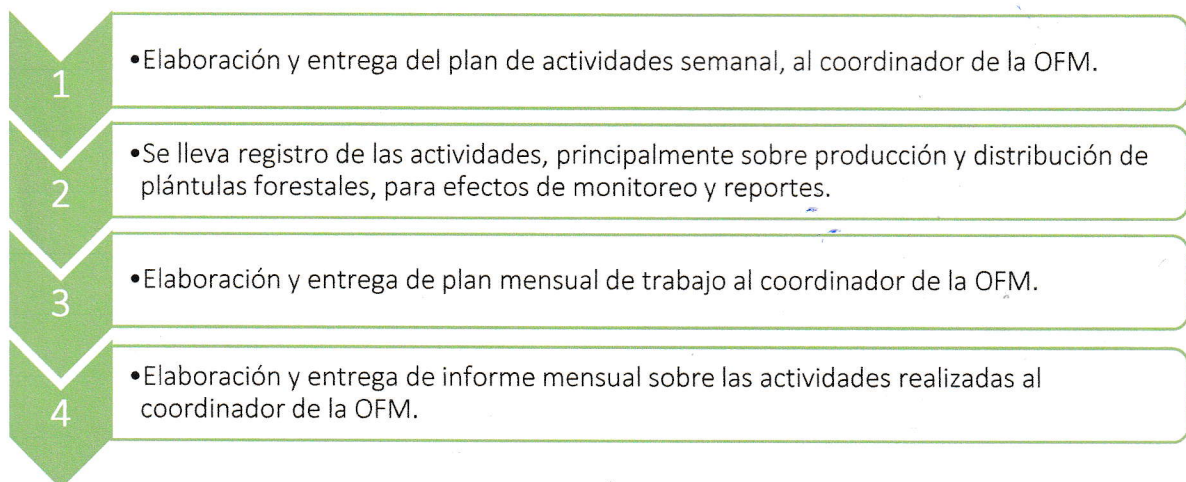 1
•Elaboración y entrega del plan de actividades semanal, al coordinador de la OFM.
2
•Se lleva registro de las actividades, principalmente sobre producción y distribución de
plántulas forestales, para efectos de monitoreo y reportes.
3
•Elaboración y entrega de plan mensual de trabajo al coordinador de la OFM.
4
•Elaboración y entrega de informe mensual sobre las actividades realizadas al
coordinador de la OFM.